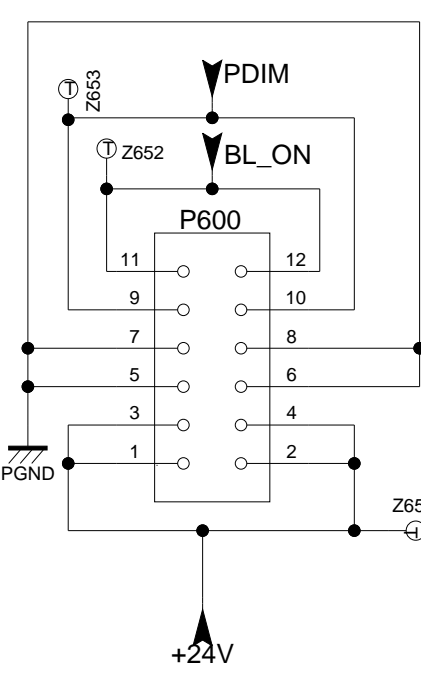 PDIM
Z653
Z652
BL_ON
P600
11 12
9 10
7 8
5 6
3 4
1 2
PGND
+24V